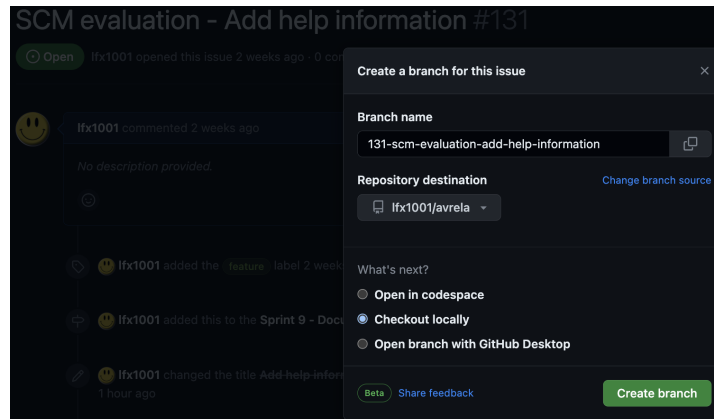 SCM evaluation - Add help information #131
Open
lfx1001 opened this issue 2 weeks ago · 0 com
lfx1001 commented 2 weeks ago
No description provided.
lfx1001 added the feature label 2 week
lfx1001 added this to the Sprint 9 - Docu
lfx1001 changed the title Add help inform
1 hour ago
Create a branch for this issue
Branch name
131-scm-evaluation-add-help-information
Repository destination
Change branch source
lfx1001/avrela
What's next?
Open in codespace
Checkout locally
Open branch with GitHub Desktop
Beta
Share feedback
Create branch